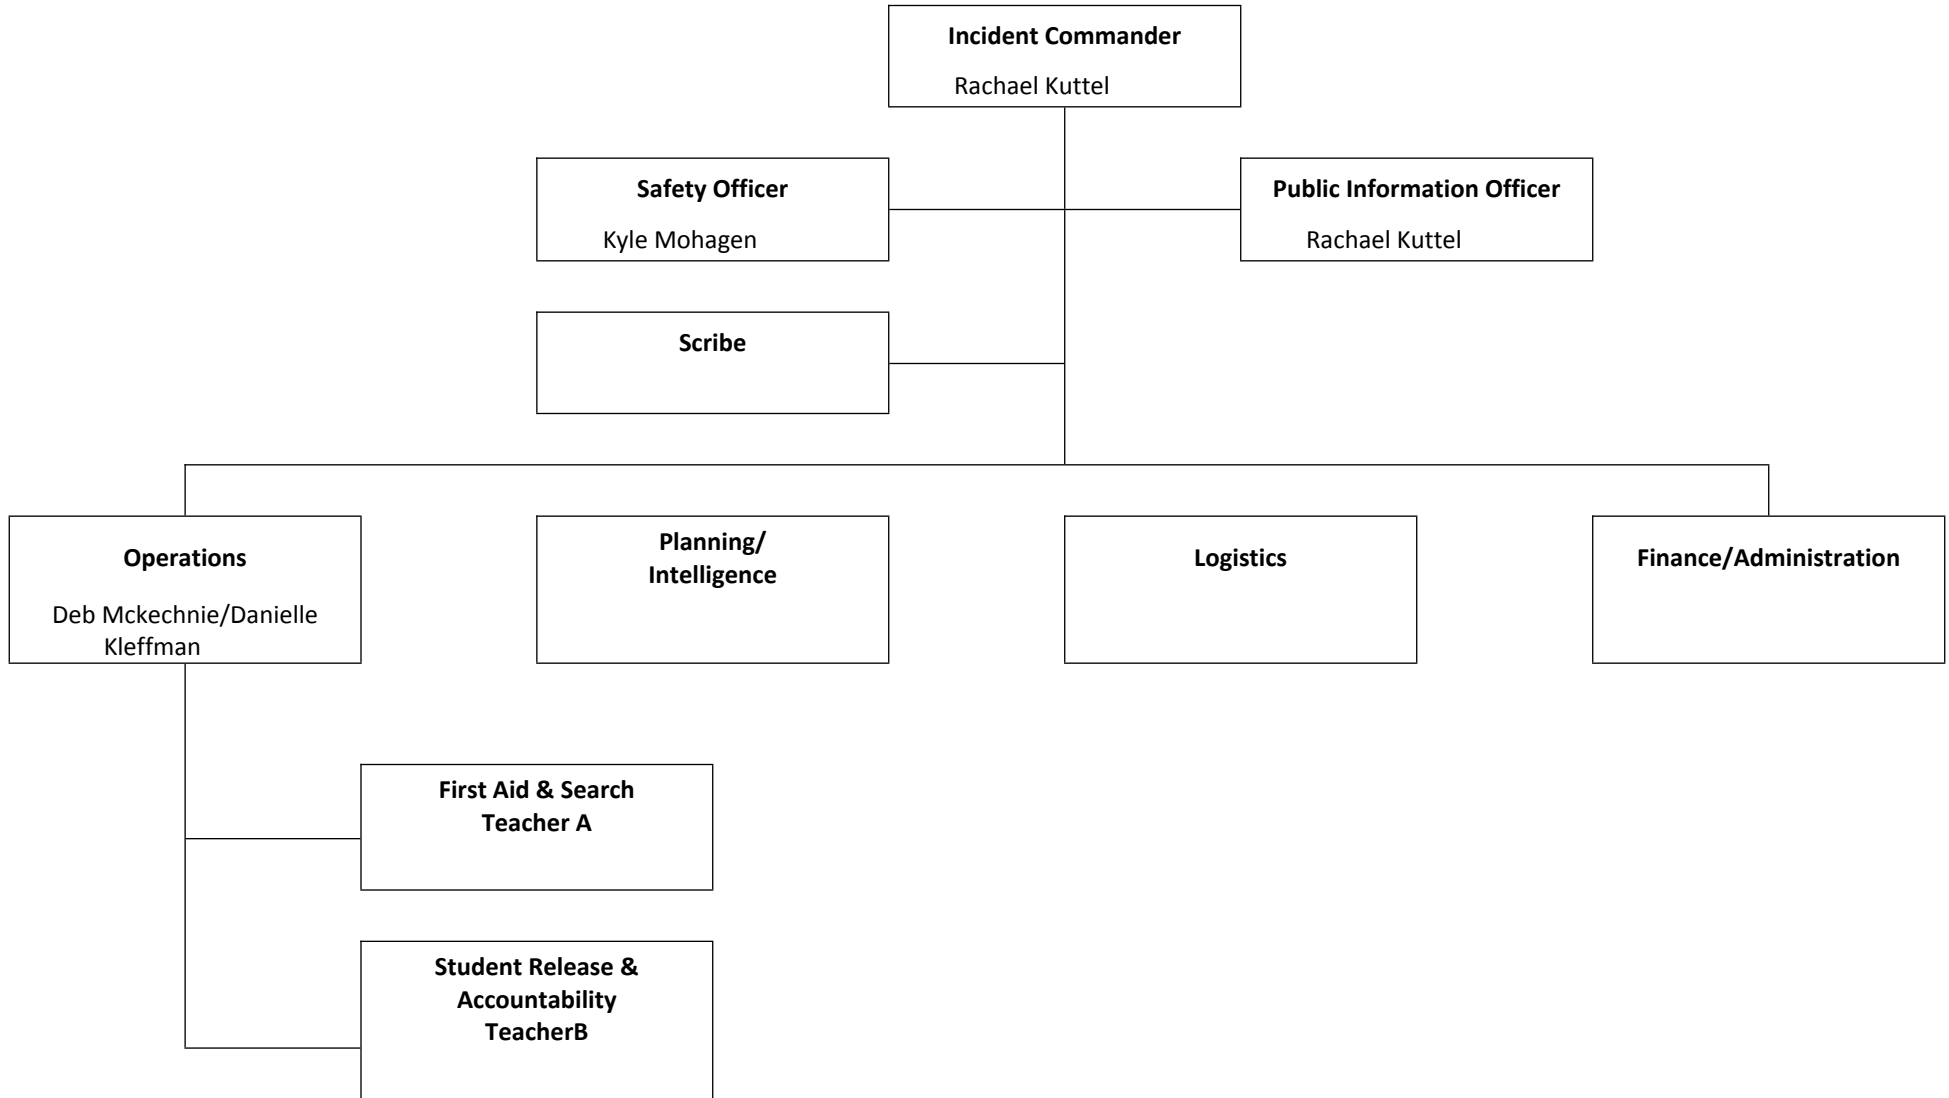 Incident Commander
Rachael Kuttel
Safety Officer
Kyle Mohagen
Public Information Officer
Rachael Kuttel
Scribe
Operations
Deb Mckechnie/Danielle
Kleffman
Planning/
Intelligence
Logistics
Finance/Administration
First Aid & Search
Teacher A
Student Release &
Accountability
TeacherB